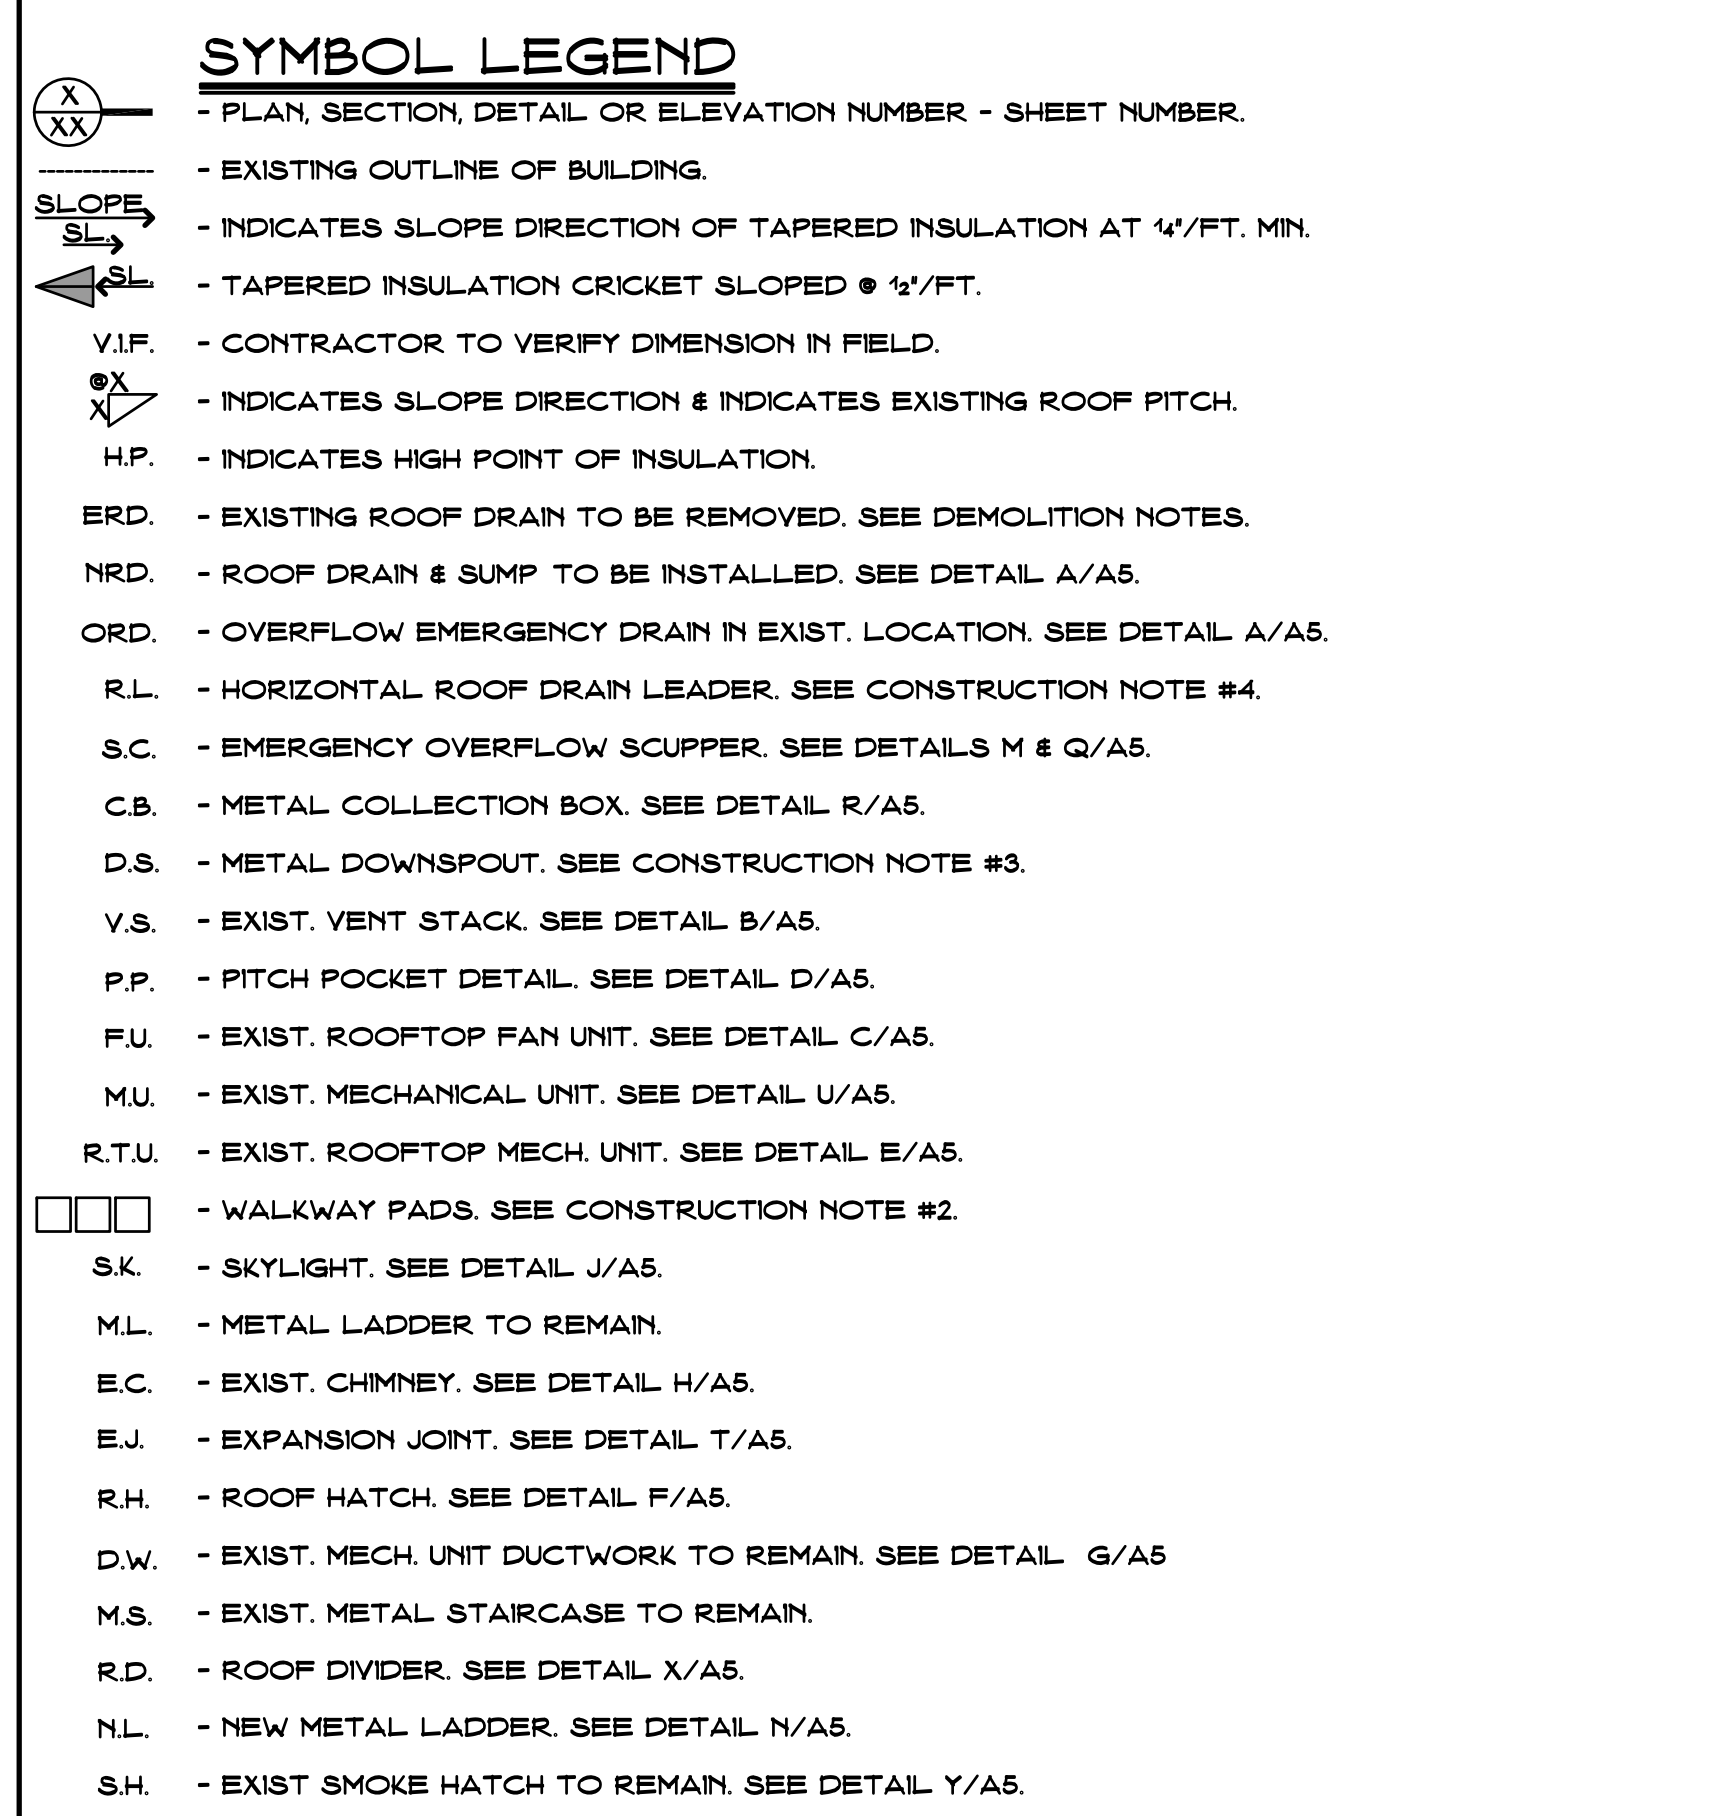 SYMBOL LEGEND
X
XX
- PLAN, SECTION, DETAIL OR ELEVATION NUMBER - SHEET NUMBER.
- EXISTING OUTLINE OF BUILDING.
SLOPE
SL.
- INDICATES SLOPE DIRECTION OF TAPERED INSULATION AT 1/4"/FT. MIN.
SL. - TAPERED INSULATION CRICKET SLOPED @ 1/2"/FT.
V.I.F. - CONTRACTOR TO VERIFY DIMENSION IN FIELD.
@X
X - INDICATES SLOPE DIRECTION & INDICATES EXISTING ROOF PITCH.
H.P. - INDICATES HIGH POINT OF INSULATION.
ERD. - EXISTING ROOF DRAIN TO BE REMOVED. SEE DEMOLITION NOTES.
NRD. - ROOF DRAIN & SUMP TO BE INSTALLED. SEE DETAIL A/A5.
ORD. - OVERFLOW EMERGENCY DRAIN IN EXIST. LOCATION. SEE DETAIL A/A5.
R.L. - HORIZONTAL ROOF DRAIN LEADER. SEE CONSTRUCTION NOTE #4.
S.C. - EMERGENCY OVERFLOW SCUPPER. SEE DETAILS M & Q/A5.
C.B. - METAL COLLECTION BOX. SEE DETAIL R/A5.
D.S. - METAL DOWNSPOUT. SEE CONSTRUCTION NOTE #3.
V.S. - EXIST. VENT STACK. SEE DETAIL B/A5.
P.P. - PITCH POCKET DETAIL. SEE DETAIL D/A5.
F.U. - EXIST. ROOFTOP FAN UNIT. SEE DETAIL C/A5.
M.U. - EXIST. MECHANICAL UNIT. SEE DETAIL U/A5.
R.T.U. - EXIST. ROOFTOP MECH. UNIT. SEE DETAIL E/A5.
- WALKWAY PADS. SEE CONSTRUCTION NOTE #2.
S.K. - SKYLIGHT. SEE DETAIL J/A5.
M.L. - METAL LADDER TO REMAIN.
E.C. - EXIST. CHIMNEY. SEE DETAIL H/A5.
E.J. - EXPANSION JOINT. SEE DETAIL T/A5.
R.H. - ROOF HATCH. SEE DETAIL F/A5.
D.W. - EXIST. MECH. UNIT DUCTWORK TO REMAIN. SEE DETAIL G/A5
M.S. - EXIST. METAL STAIRCASE TO REMAIN.
R.D. - ROOF DIVIDER. SEE DETAIL X/A5.
N.L. - NEW METAL LADDER. SEE DETAIL N/A5.
S.H. - EXIST SMOKE HATCH TO REMAIN. SEE DETAIL Y/A5.